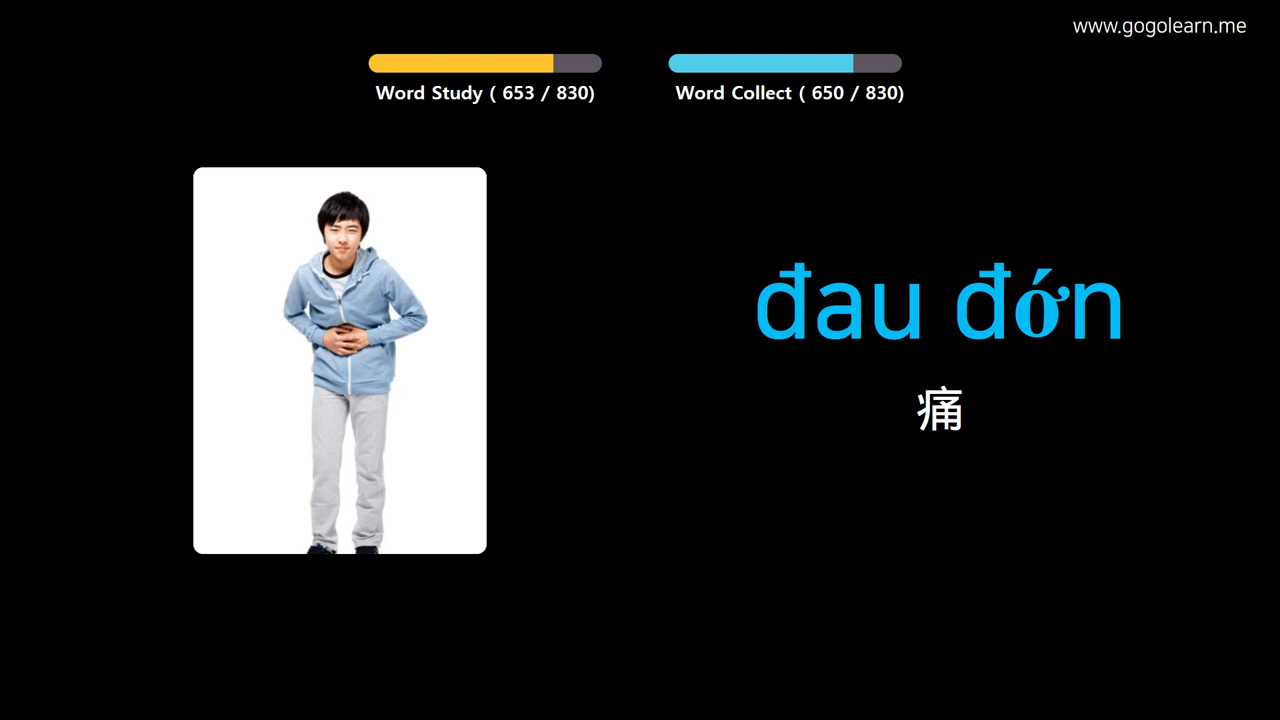 www.gogolearn.me
Word Study ( 653 / 830)
Word Collect ( 650 / 830)
đau đớn
痛